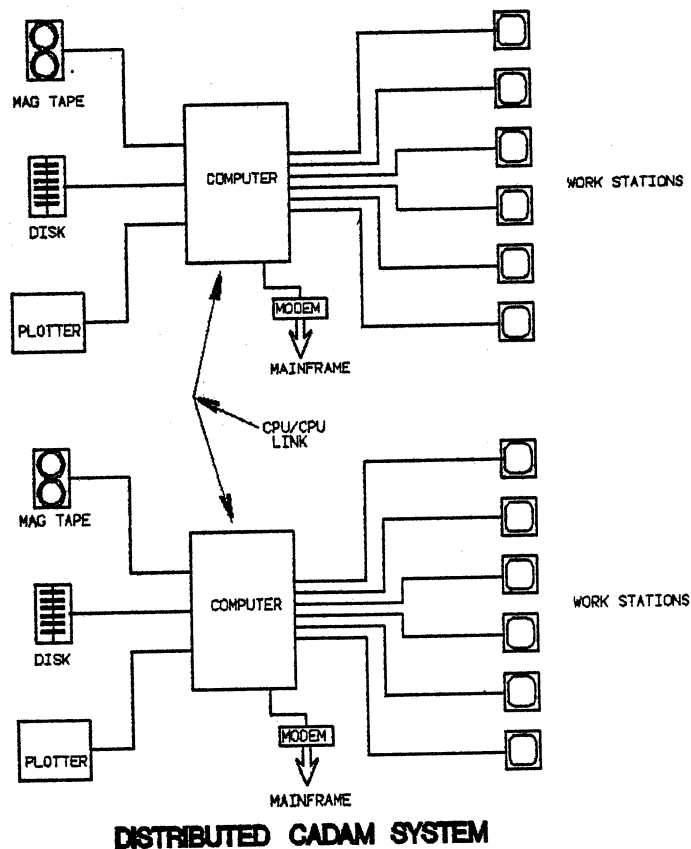 MAG TAPE
COMPUTER
WORK STATIONS
DISK
PLOTTER
MODEM
MAINFRAME
CPU/CPU
LINK
MAG TAPE
COMPUTER
WORK STATIONS
DISK
PLOTTER
MODEM
MAINFRAME
DISTRIBUTED CADAM SYSTEM